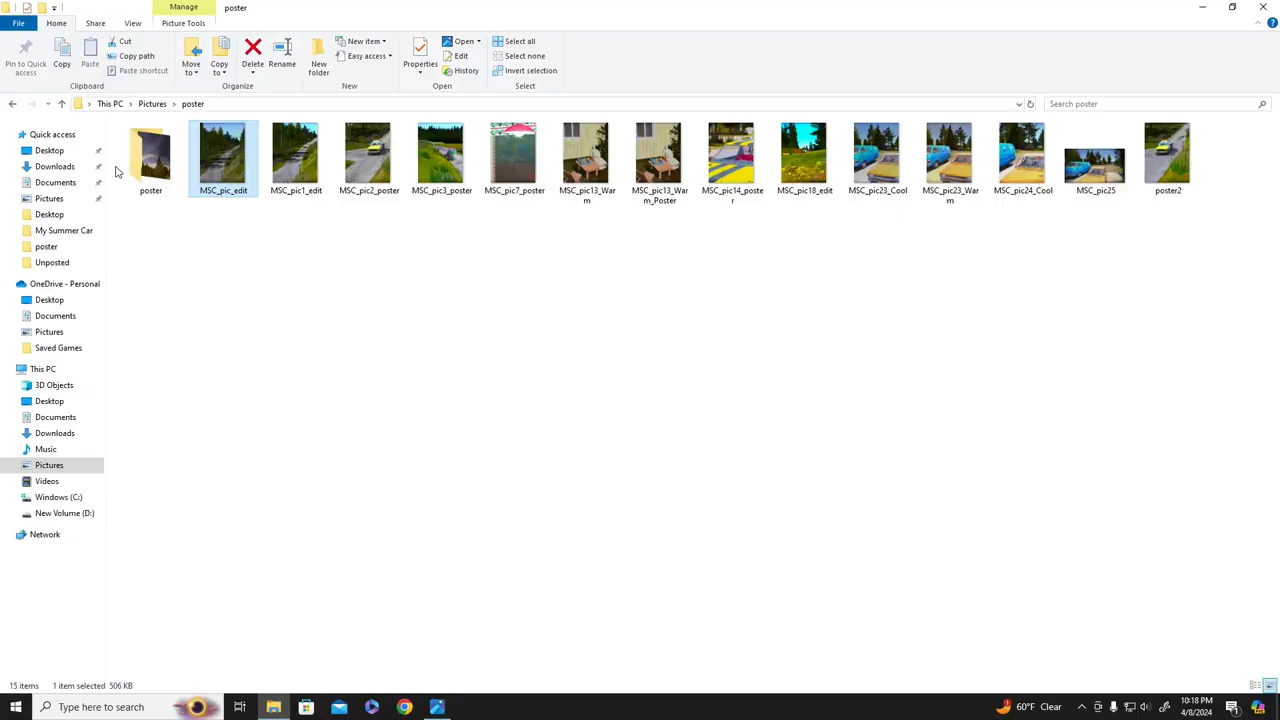 Manage
poster
File
Home
Share
View
Picture Tools
Pin to Quick
access
Copy
Paste
Cut
Copy path
Paste shortcut
Clipboard
Move
to
Copy
to
Delete
Rename
Organize
New
folder
New item
Easy access
New
Properties
Open
Edit
History
Open
Select all
Select none
Invert selection
Select
This PC
Pictures
poster
Search poster
Quick access
Desktop
Downloads
Documents
Pictures
Desktop
My Summer Car
poster
Unposted
OneDrive - Personal
Desktop
Documents
Pictures
Saved Games
This PC
3D Objects
Desktop
Documents
Downloads
Music
Pictures
Videos
Windows (C:)
New Volume (D:)
Network
poster
MSC_pic_edit
MSC_pic1_edit
MSC_pic2_poster
MSC_pic3_poster
MSC_pic7_poster
MSC_pic13_War
m
MSC_pic13_War
m_Poster
MSC_pic14_poste
r
MSC_pic18_edit
MSC_pic23_Cool
MSC_pic23_War
m
MSC_pic24_Cool
MSC_pic25
poster2
15 items
1 item selected 506 KB
Type here to search
60°F Clear
10:18 PM
4/8/2024